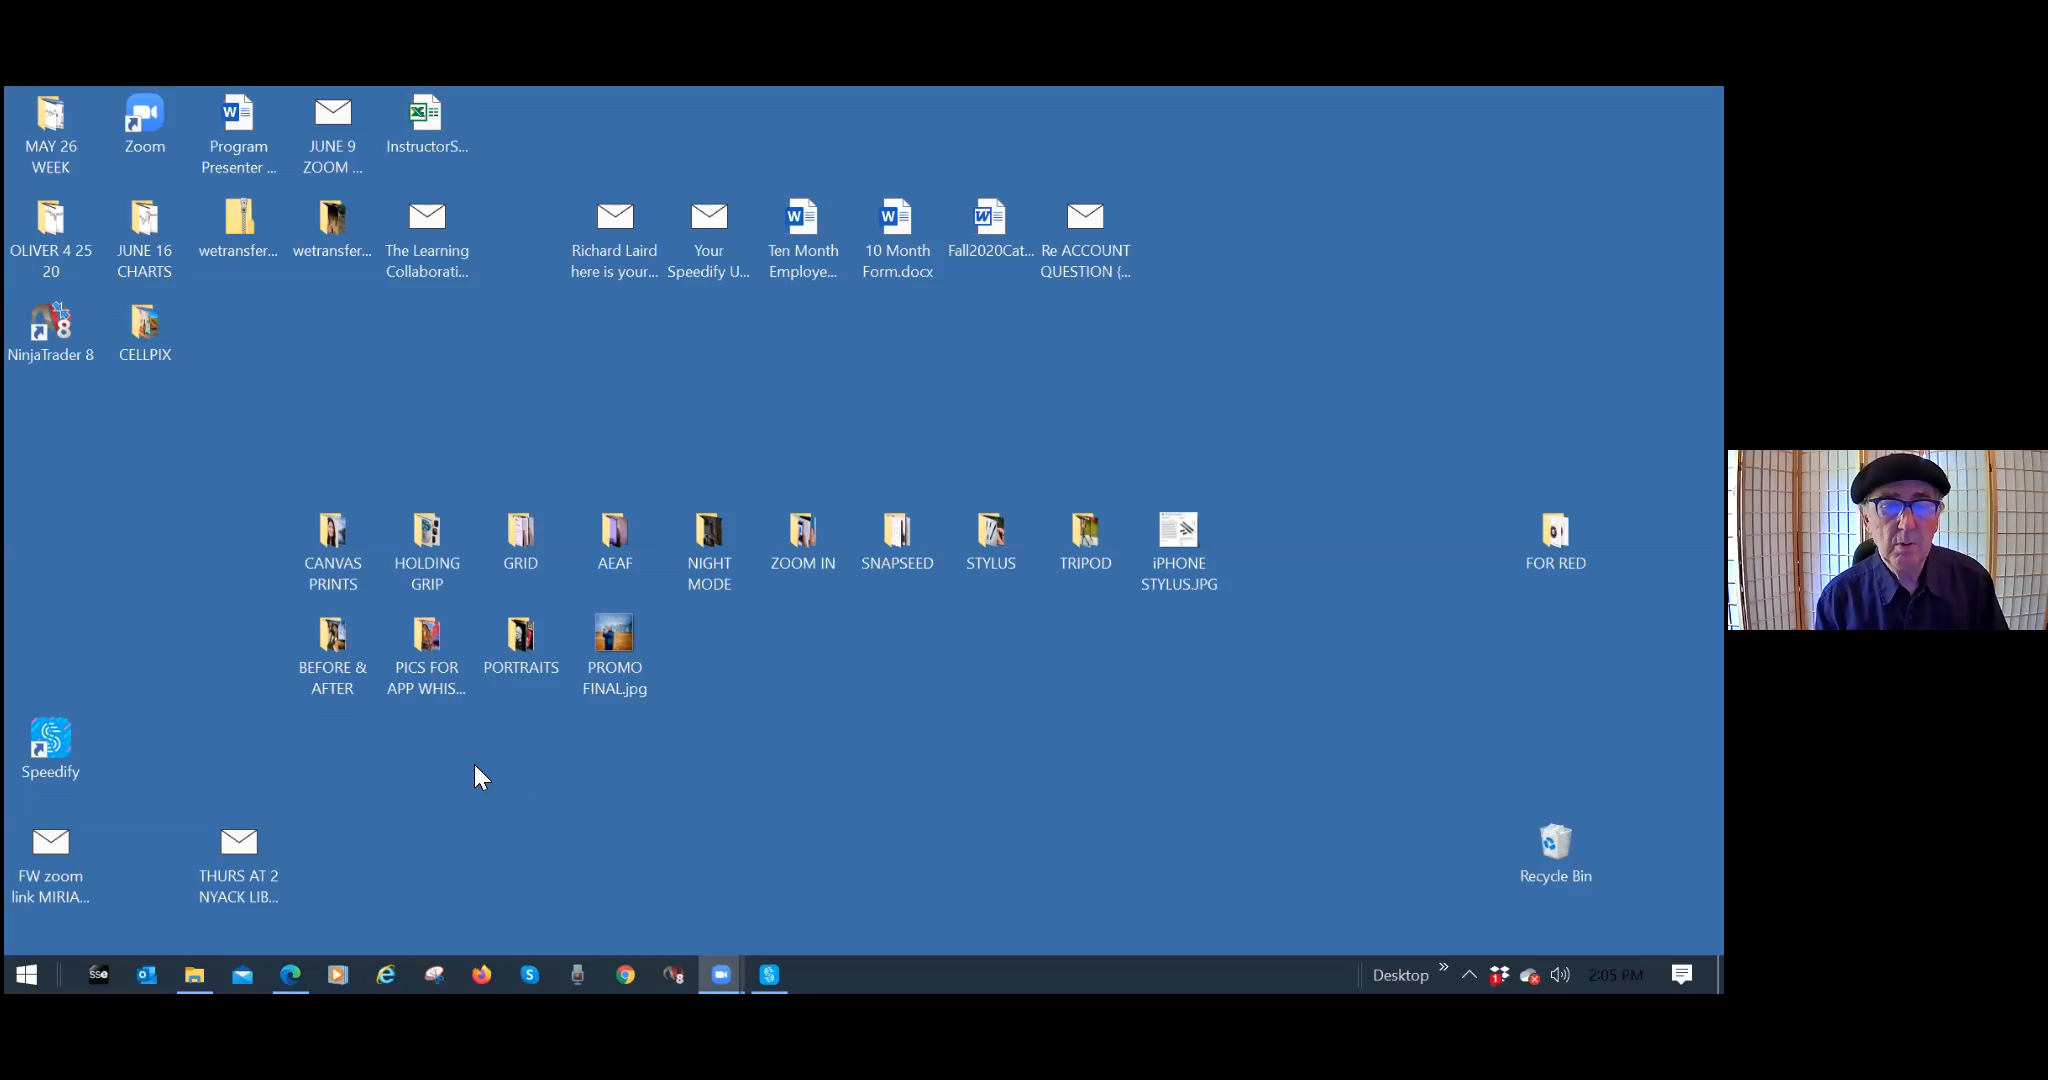 MAY 26
WEEK
Zoom
Program
Presenter ...
JUNE 9
ZOOM ...
InstructorS...
OLIVER 4 25
20
JUNE 16
CHARTS
wetransfer...
wetransfer...
The Learning
Collaborati...
Richard Laird
here is your...
Your
Speedify U...
Ten Month
Employe...
10 Month
Form.docx
Fall2020Cat...
Re ACCOUNT
QUESTION {...
8
NinjaTrader 8
CELLPIX
CANVAS
PRINTS
HOLDING
GRIP
GRID
AEAF
NIGHT
MODE
ZOOM IN
SNAPSEED
STYLUS
TRIPOD
iPHONE
STYLUS.JPG
FOR RED
BEFORE &
AFTER
PICS FOR
APP WHIS...
PORTRAITS
PROMO
FINAL.jpg
Speedify
FW zoom
link MIRIA...
THURS AT 2
NYACK LIB...
Recycle Bin
sse
8
Desktop
1
2:05 PM